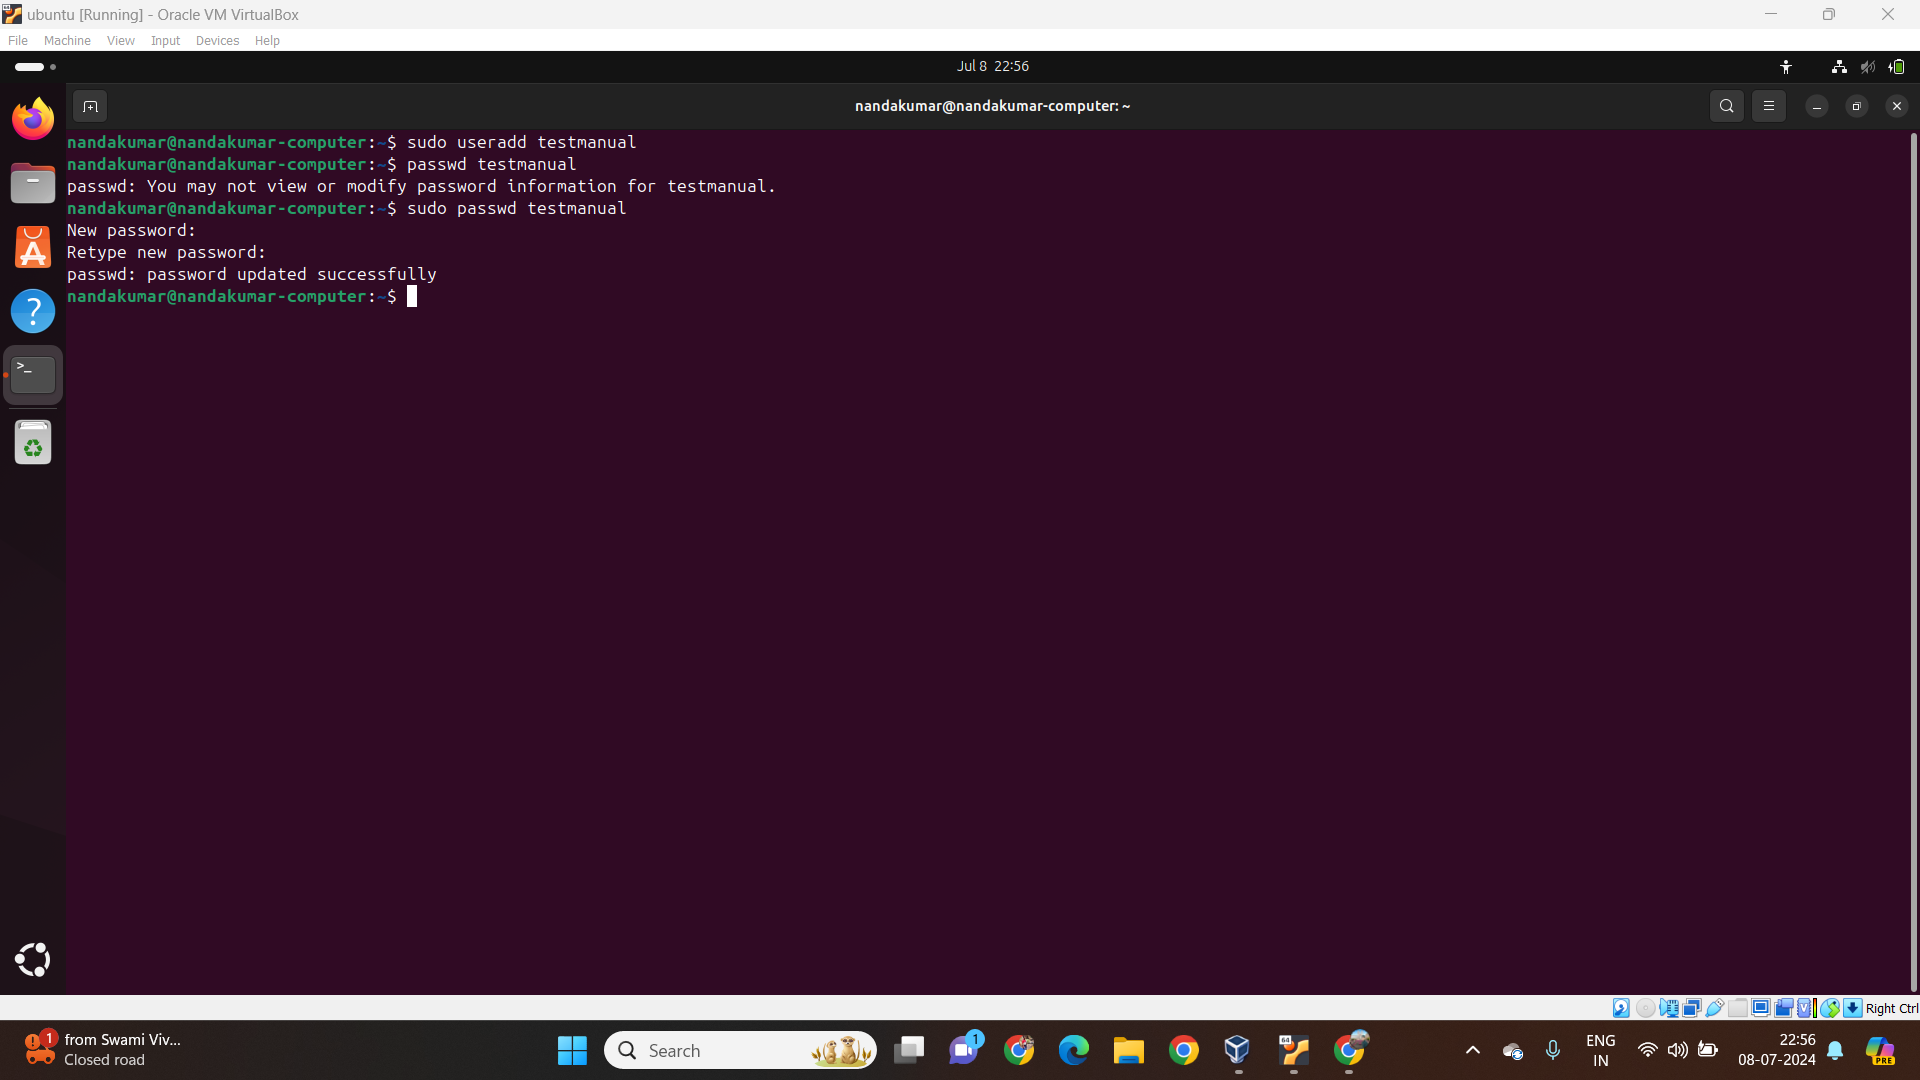 ubuntu [Running] - Oracle VM VirtualBox
File Machine View Input Devices Help
Jul 8 22:56
nandakumar@nandakumar-computer: ~
nandakumar@nandakumar-computer:~$ sudo useradd testmanual
nandakumar@nandakumar-computer:~$ passwd testmanual
passwd: You may not view or modify password information for testmanual.
nandakumar@nandakumar-computer:~$ sudo passwd testmanual
New password:
Retype new password:
passwd: password updated successfully
nandakumar@nandakumar-computer:~$
Right Ctrl
1
from Swami Viv...
Closed road
Search
1
64
ENG
IN
22:56
08-07-2024
PRE